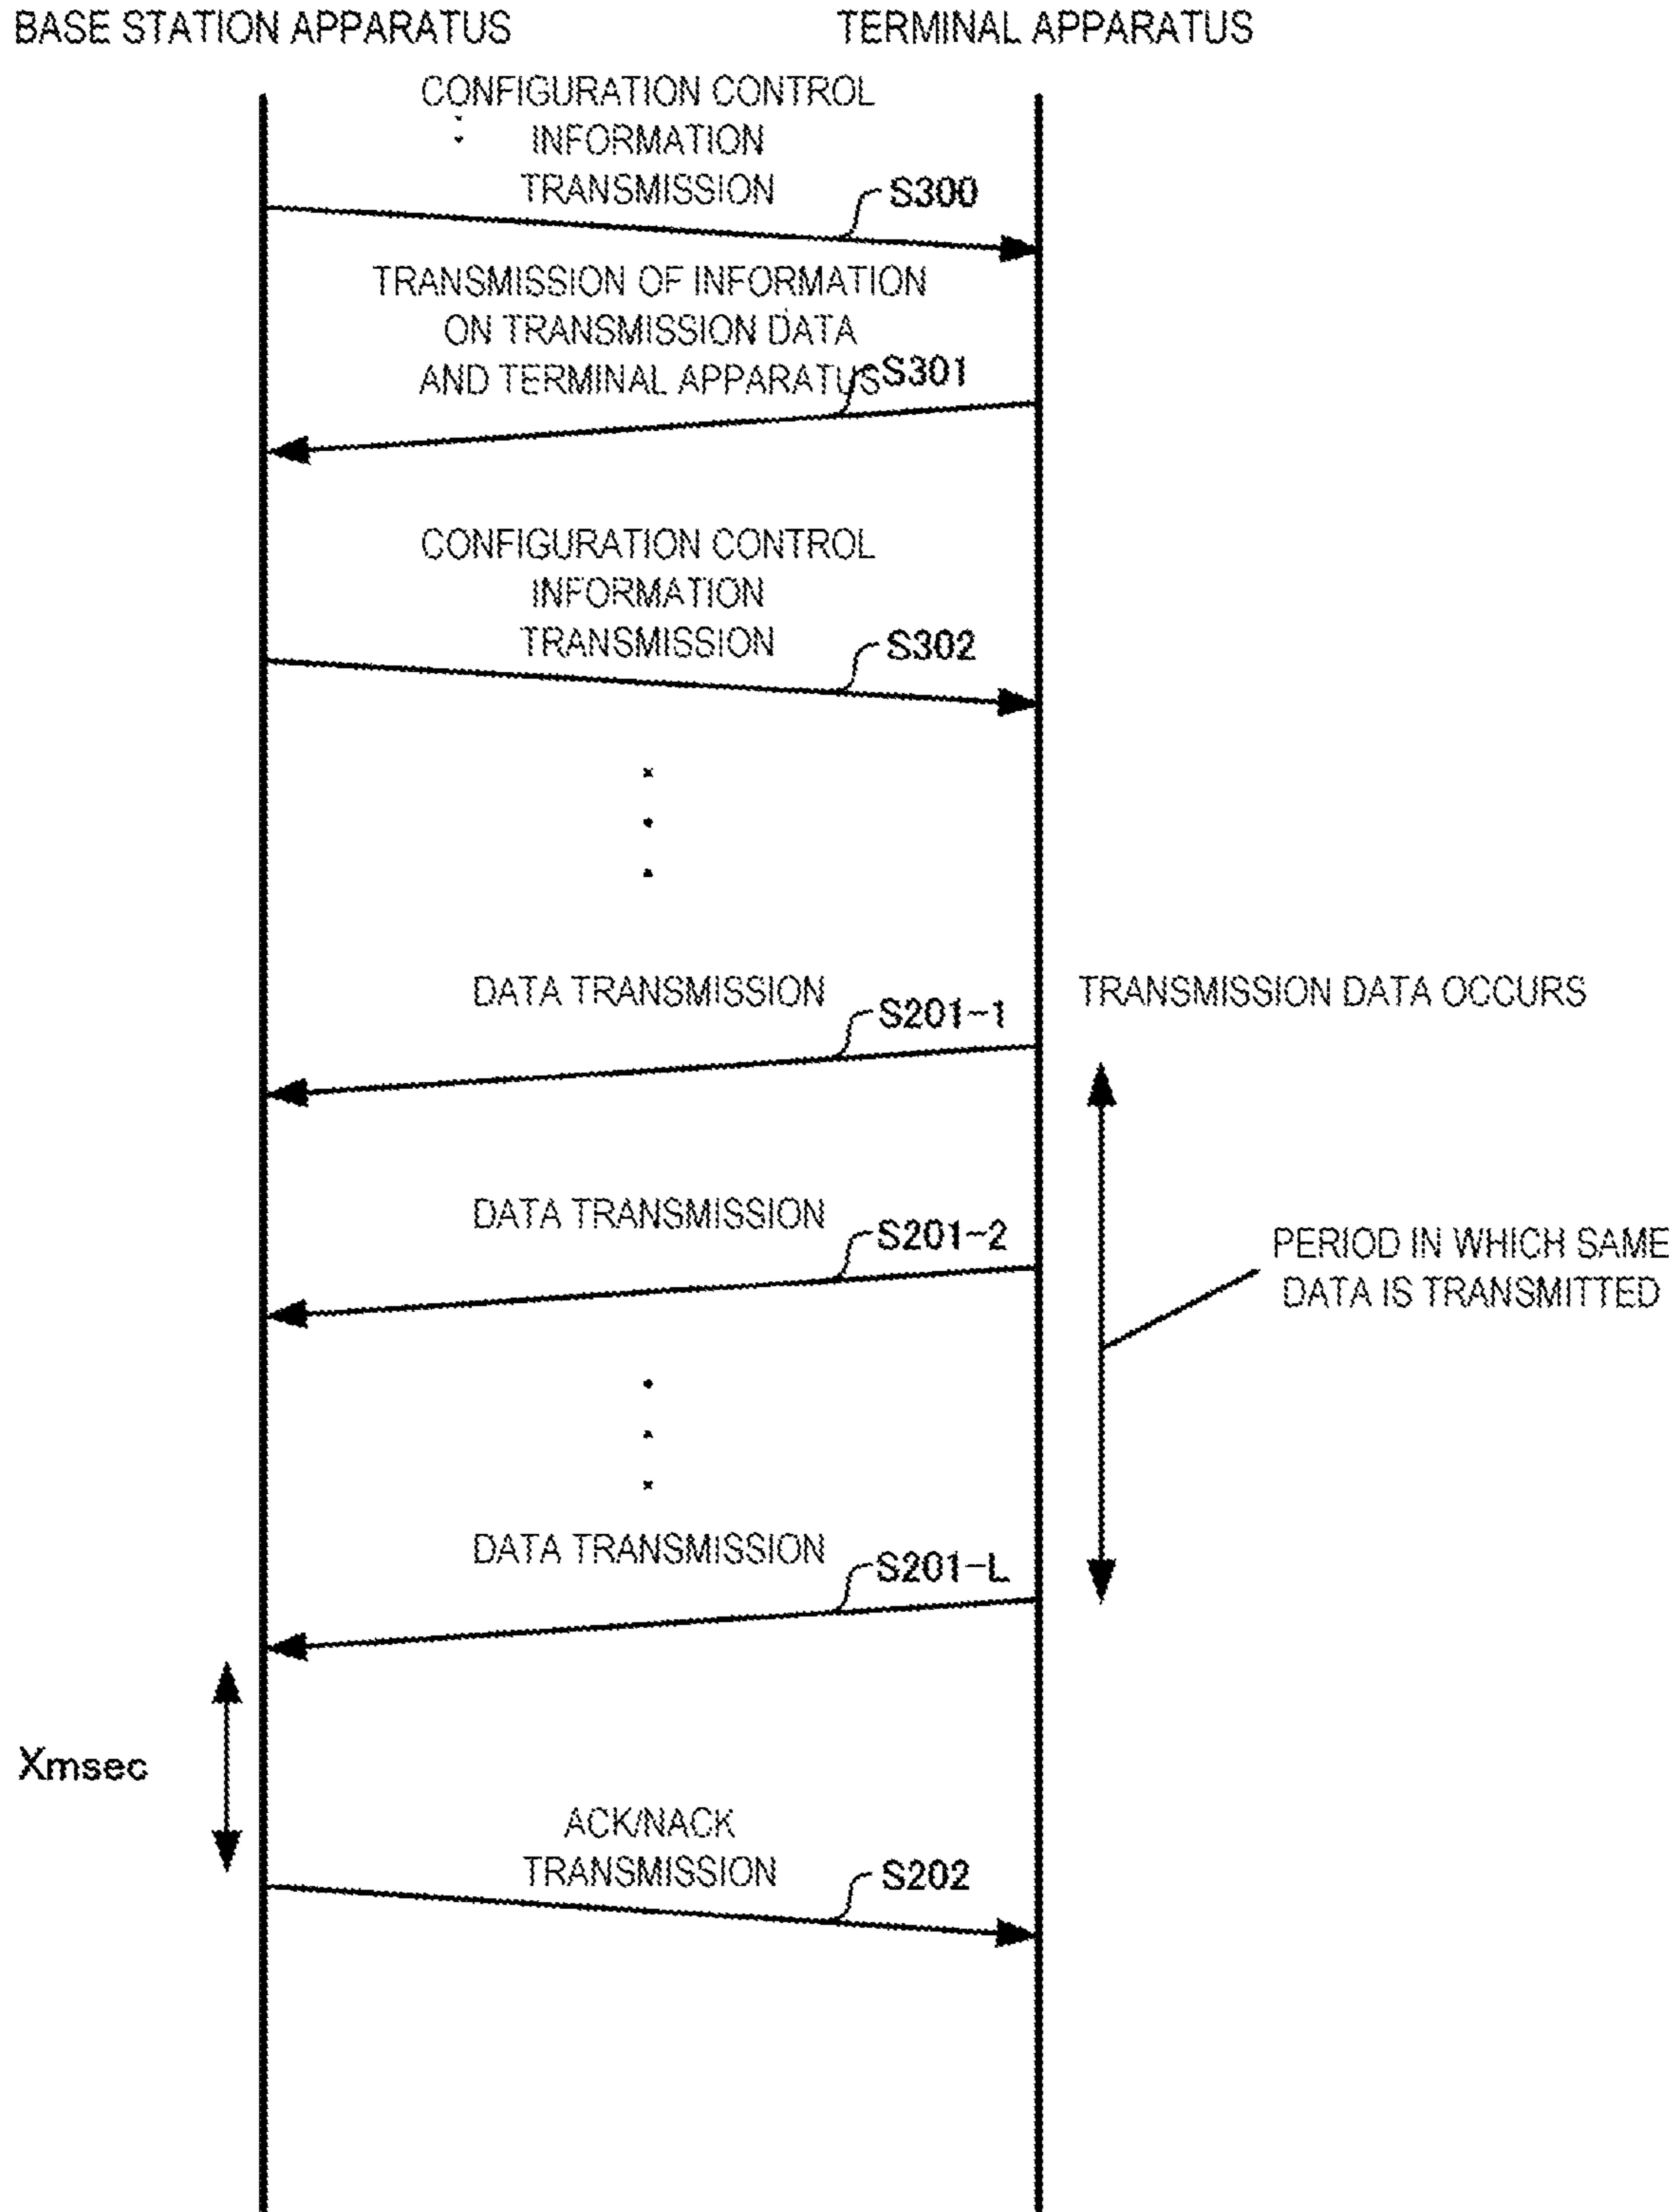 BASE STATION APPARATUS
TERMINAL APPARATUS
CONFIGURATION CONTROL
INFORMATION
TRANSMISSION
S300
TRANSMISSION OF INFORMATION
ON TRANSMISSION DATA
AND TERMINAL APPARATUS
S301
CONFIGURATION CONTROL
INFORMATION
TRANSMISSION
S302
DATA TRANSMISSION
TRANSMISSION DATA OCCURS
S201-1
DATA TRANSMISSION
S201-2
PERIOD IN WHICH SAME
DATA IS TRANSMITTED
DATA TRANSMISSION
S201-L
Xmsec
ACK/NACK
TRANSMISSION
S202